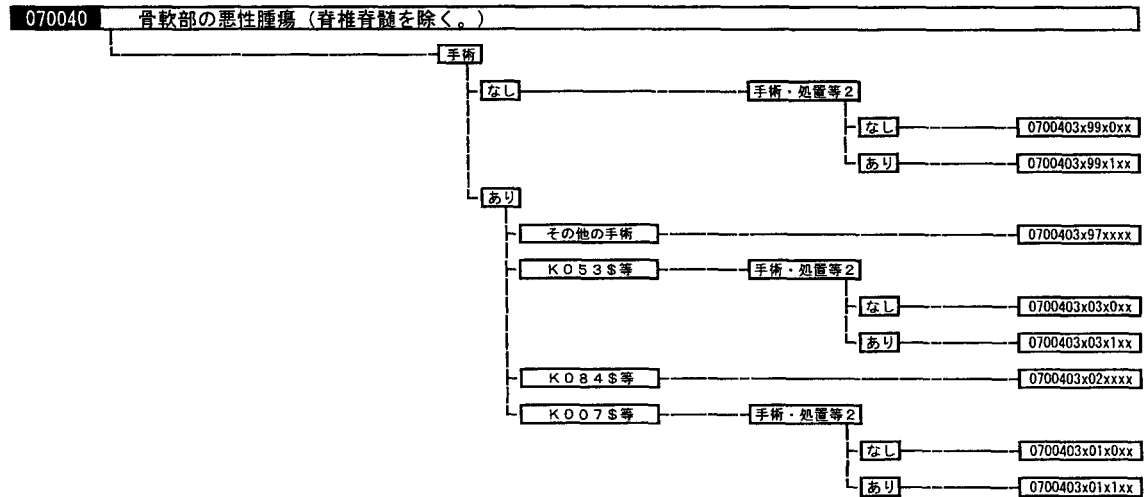 070040 骨軟部の悪性腫瘍（脊椎脊髄を除く。）
手術
なし 手術・処置等2
なし 0700403x99x0xx
あり 0700403x99x1xx
あり
その他の手術 0700403x97xxxx
K053$等 手術・処置等2
なし 0700403x03x0xx
あり 0700403x03x1xx
K084$等 0700403x02xxxx
K007$等 手術・処置等2
なし 0700403x01x0xx
あり 0700403x01x1xx